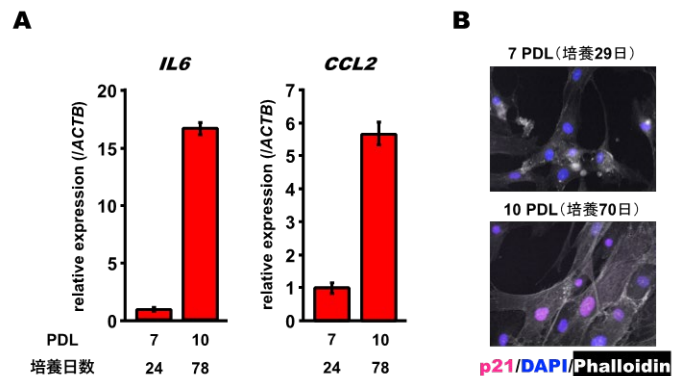 A
IL6
relative expression (/ACTB)
20
15
10
5
0
CCL2
relative expression (/ACTB)
7
6
5
4
3
2
1
0
PDL 7 10 7 10
培養日数 24 78 24 78
B
7 PDL（培養29日）
10 PDL（培養70日）
p21/DAPI/Phalloidin